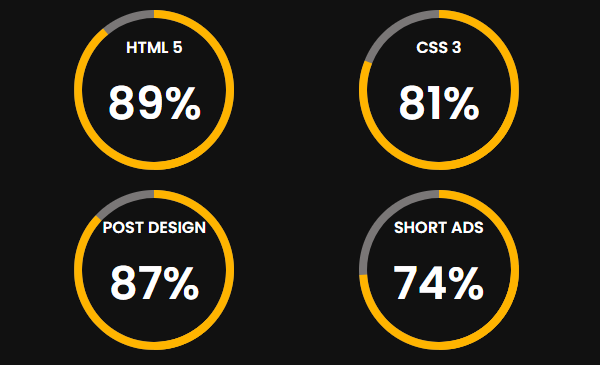 HTML 5
89%
CSS 3
81%
POST DESIGN
87%
SHORT ADS
74%